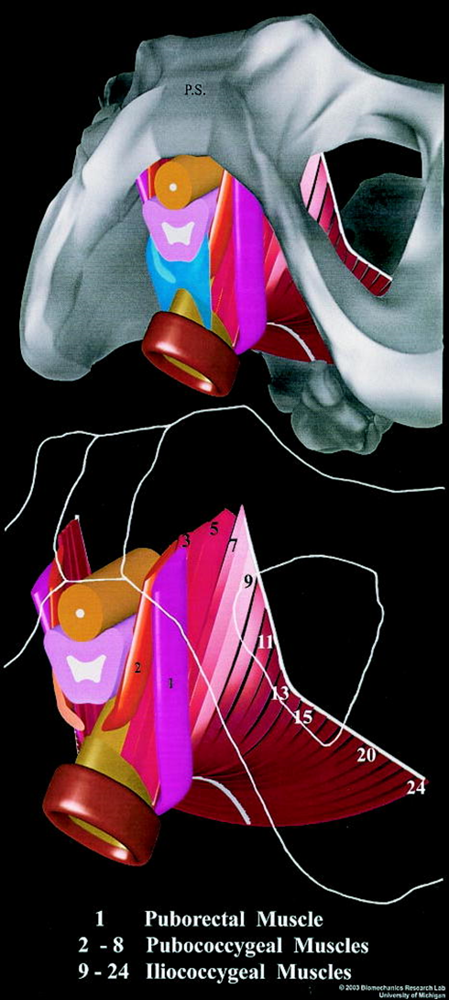 P.S.
3
5
7
9
2
1
11
13
15
20
24
1 Puborectal Muscle
2 - 8 Pubococcygeal Muscles
9 - 24 Iliococcygeal Muscles
© 2003 Biomechanics Research Lab
University of Michigan